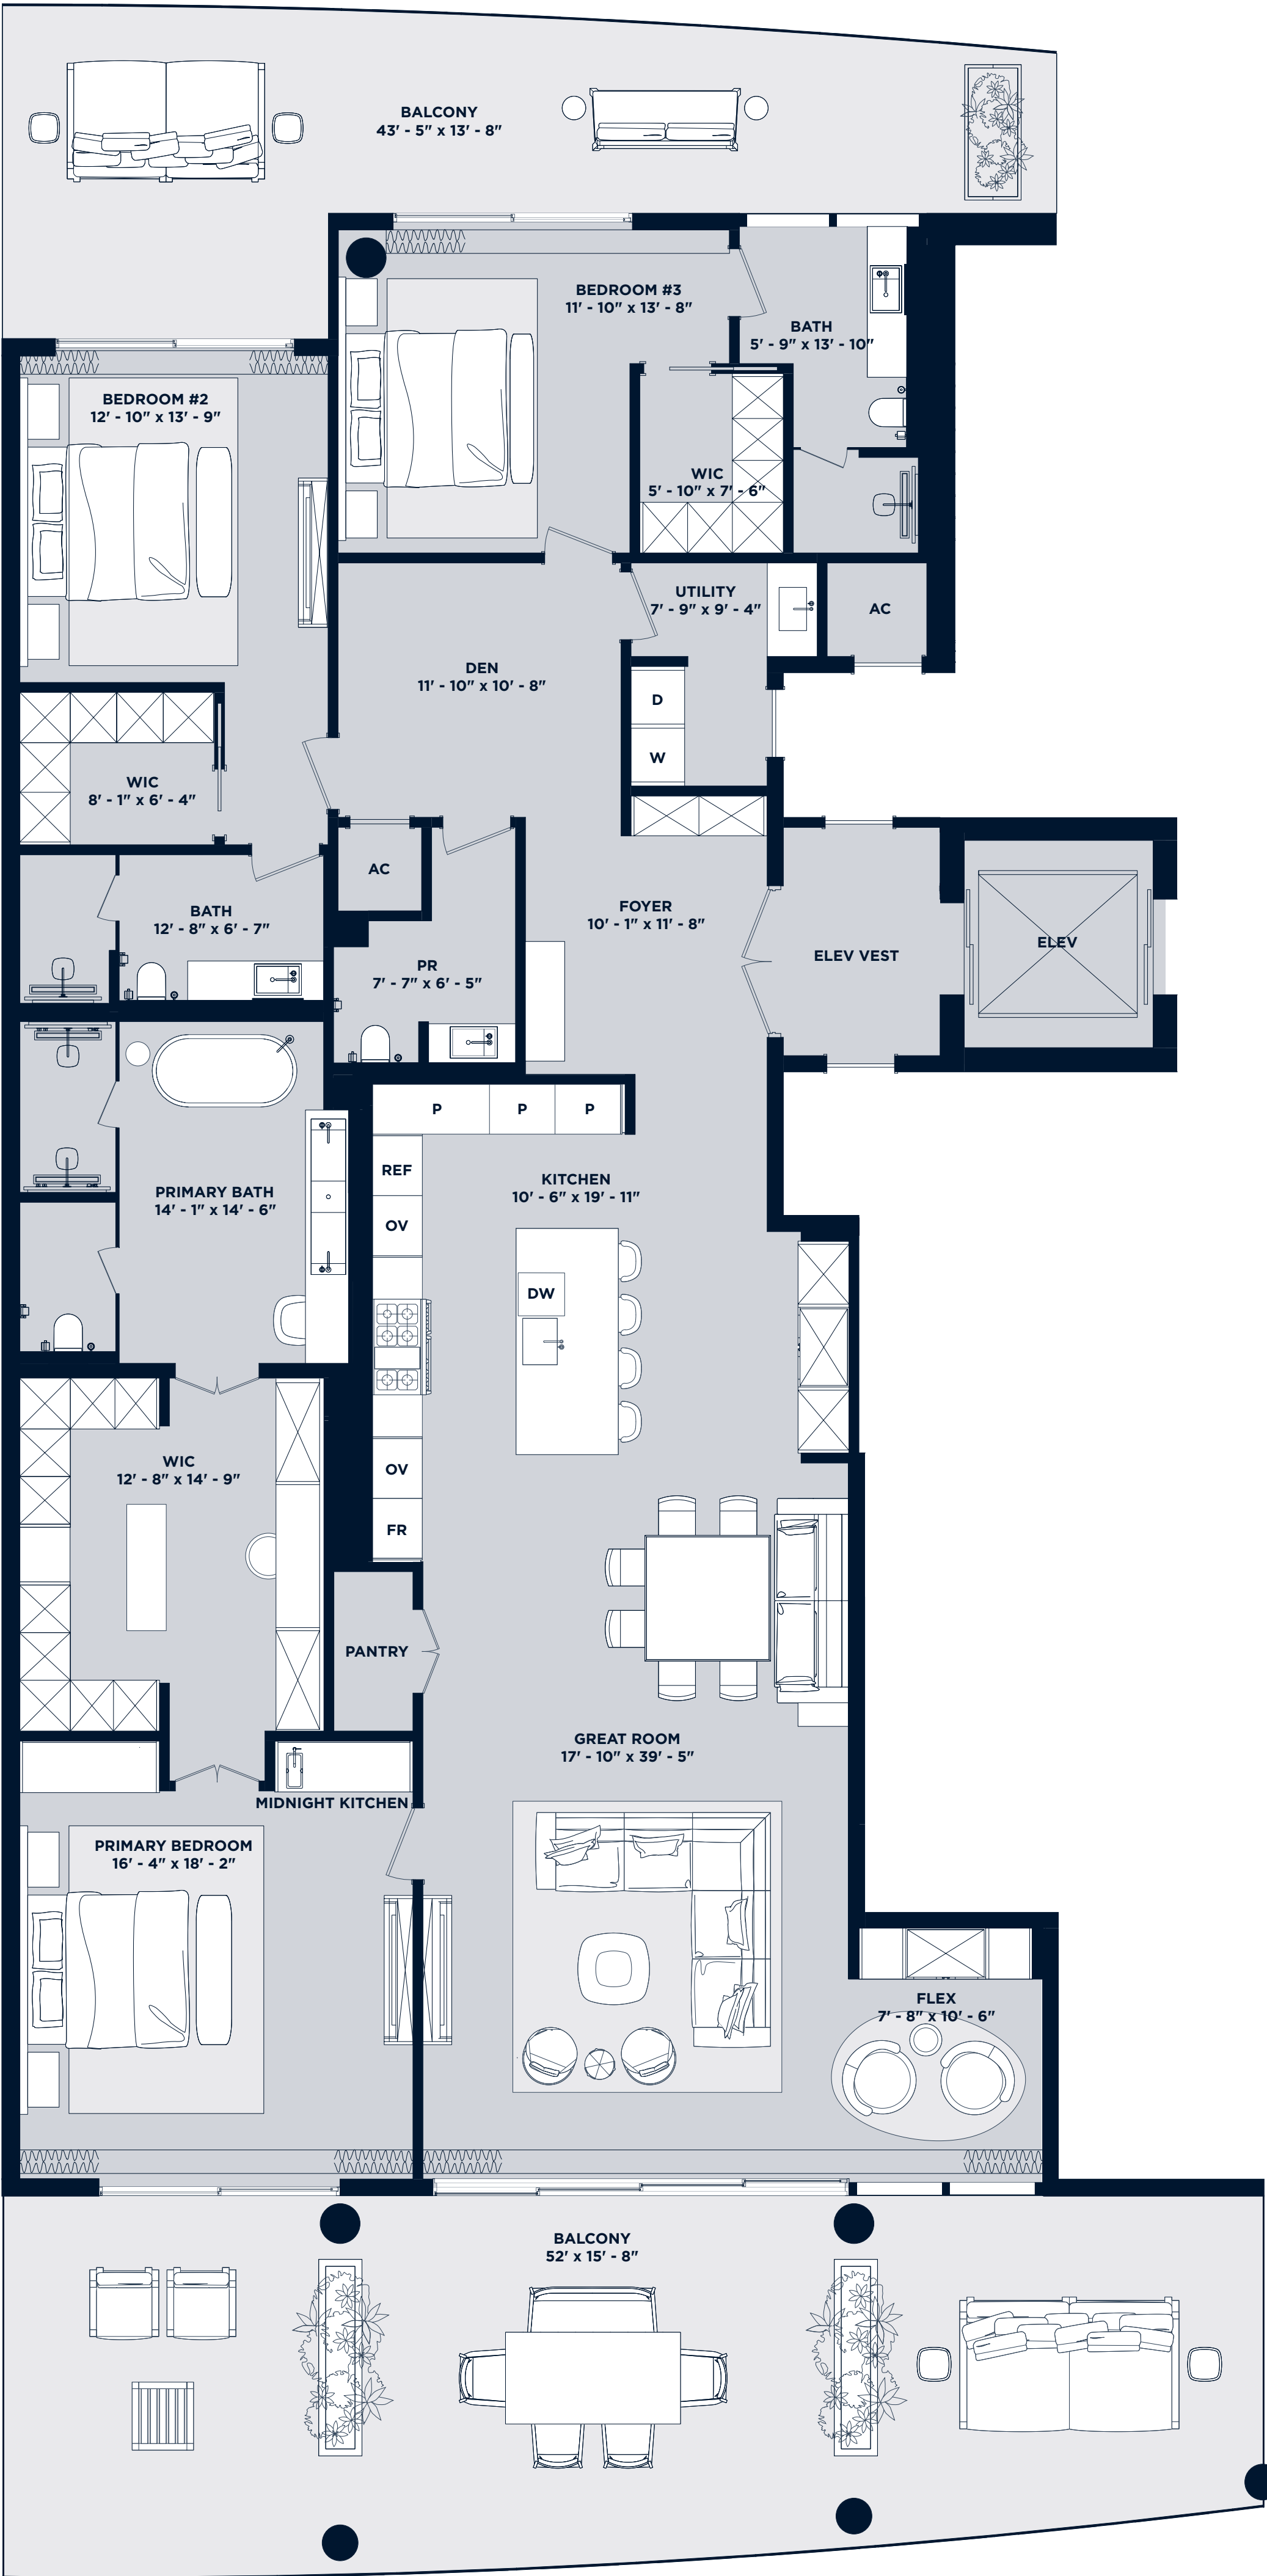 BALCONY
43' - 5" x 13' - 8"
BEDROOM #3
11' - 10" x 13' - 8"
BATH
5' - 9" x 13' - 10"
BEDROOM #2
12' - 10" x 13' - 9"
WIC
5' - 10" x 7' - 6"
UTILITY
7' - 9" x 9' - 4"
AC
DEN
11' - 10" x 10' - 8"
D
W
WIC
8' - 1" x 6' - 4"
AC
FOYER
10' - 1" x 11' - 8"
BATH
12' - 8" x 6' - 7"
ELEV VEST
ELEV
PR
7' - 7" x 6' - 5"
P
P
P
REF
KITCHEN
10' - 6" x 19' - 11"
PRIMARY BATH
14' - 1" x 14' - 6"
OV
DW
WIC
12' - 8" x 14' - 9"
OV
FR
PANTRY
GREAT ROOM
17' - 10" x 39' - 5"
MIDNIGHT KITCHEN
PRIMARY BEDROOM
16' - 4" x 18' - 2"
FLEX
7' - 8" x 10' - 6"
BALCONY
52' x 15' - 8"